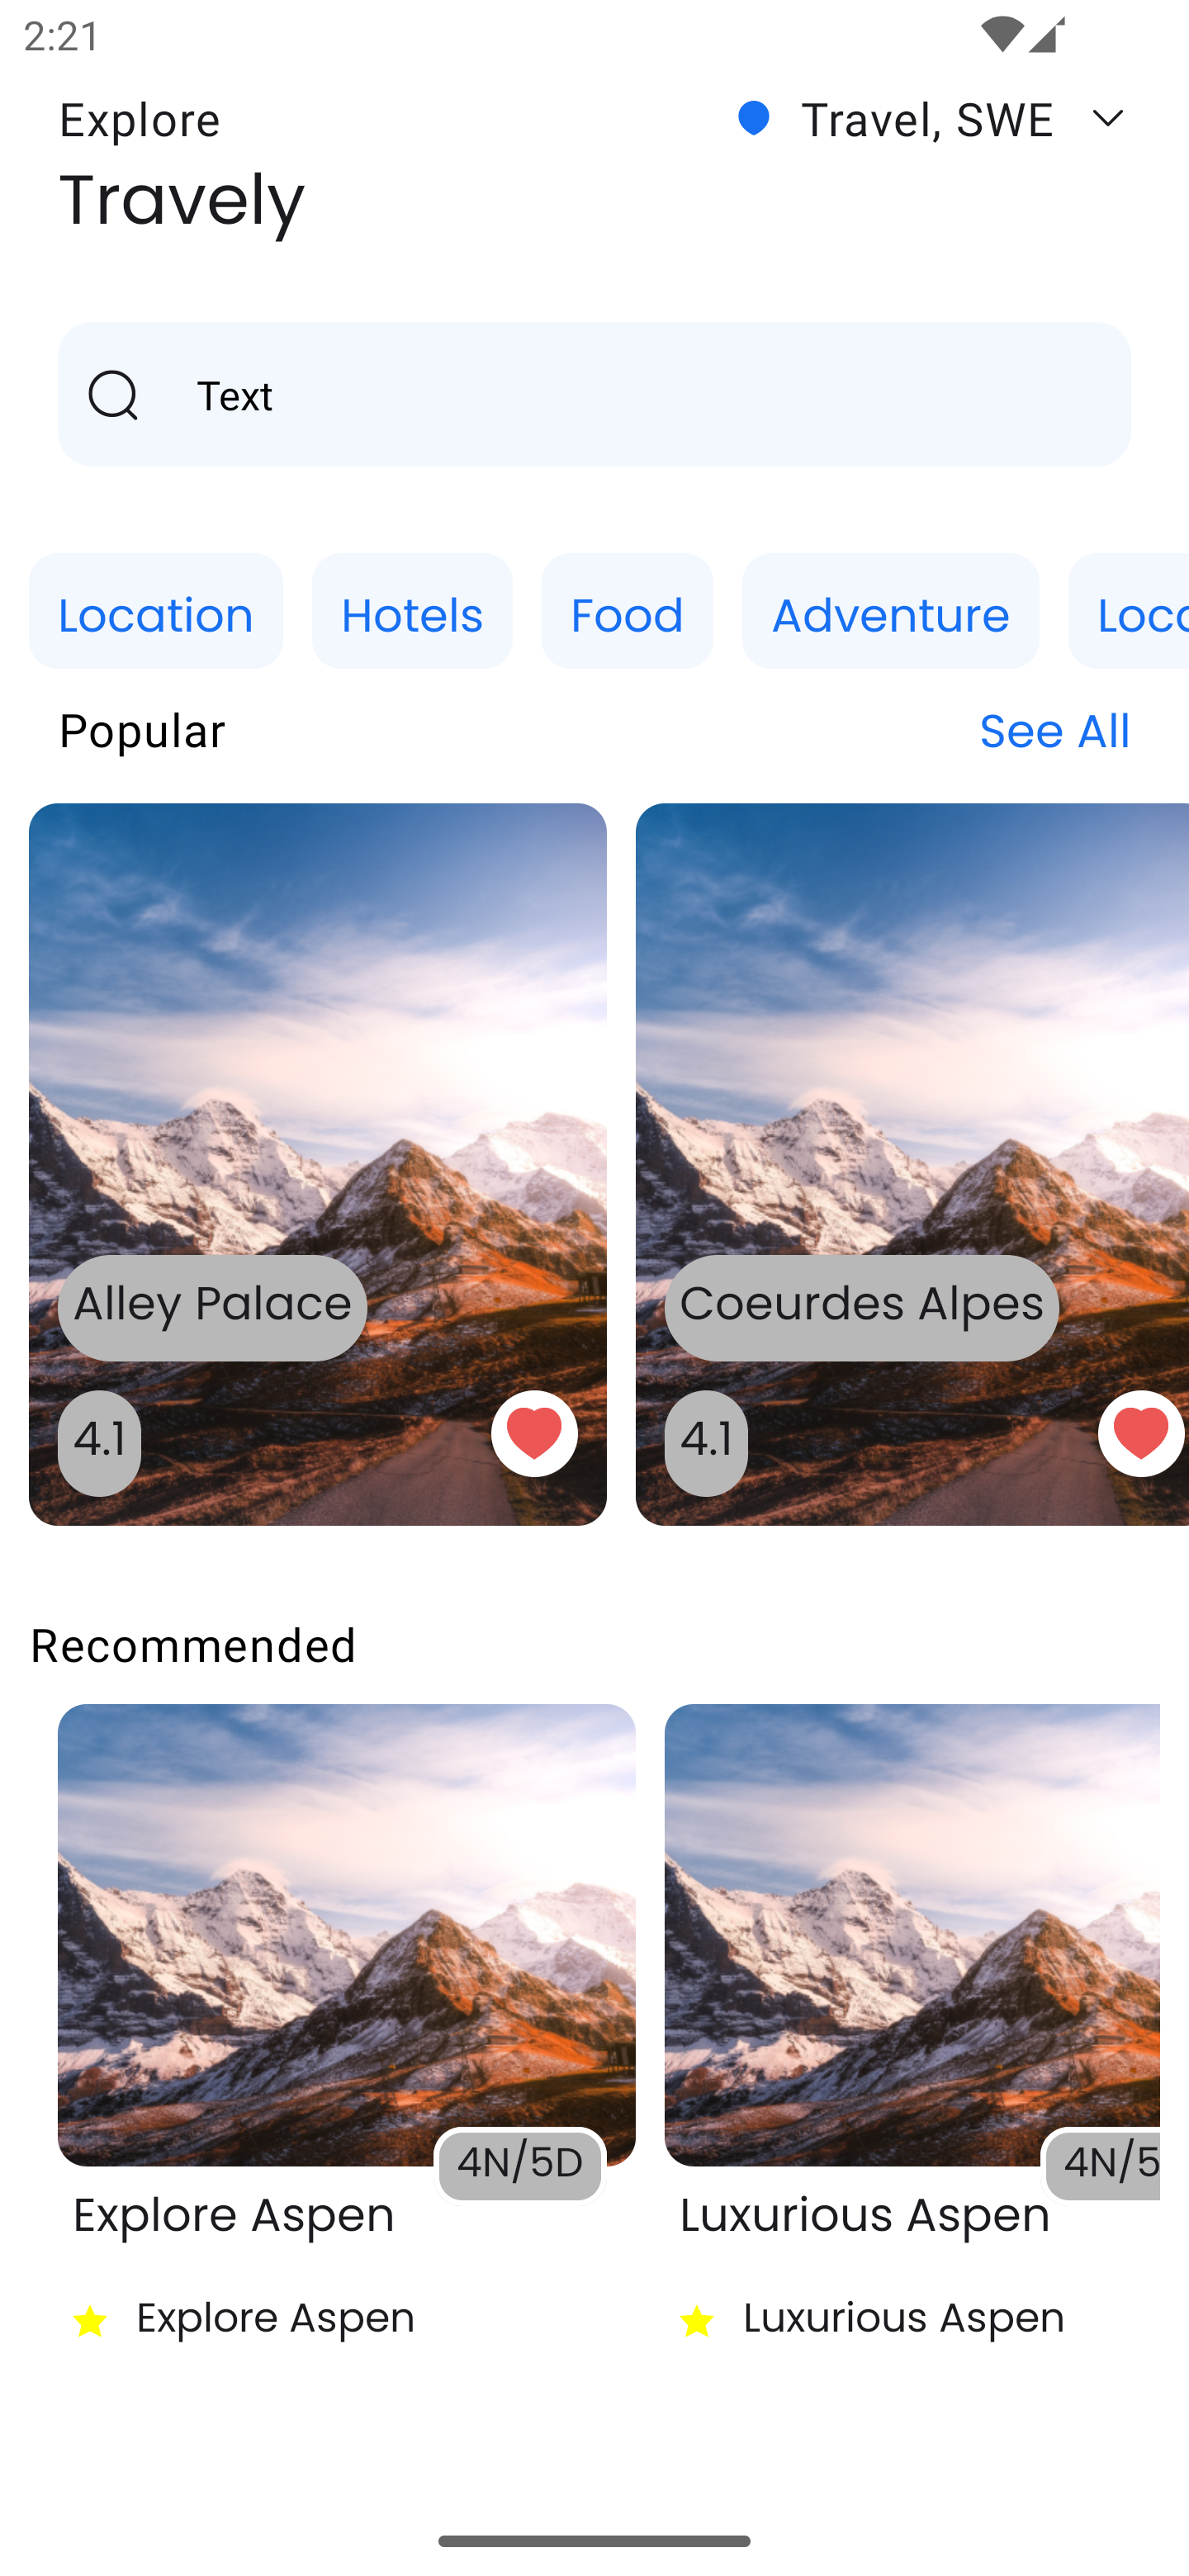 2:21
Explore
Travel, SWE
Travely
Text
Location Hotels Food Adventure Loc
Popular See All
Alley Palace
4.1
Coeurdes Alpes
4.1
Recommended
4N/5D
Explore Aspen
Explore Aspen
4N/5
Luxurious Aspen
Luxurious Aspen